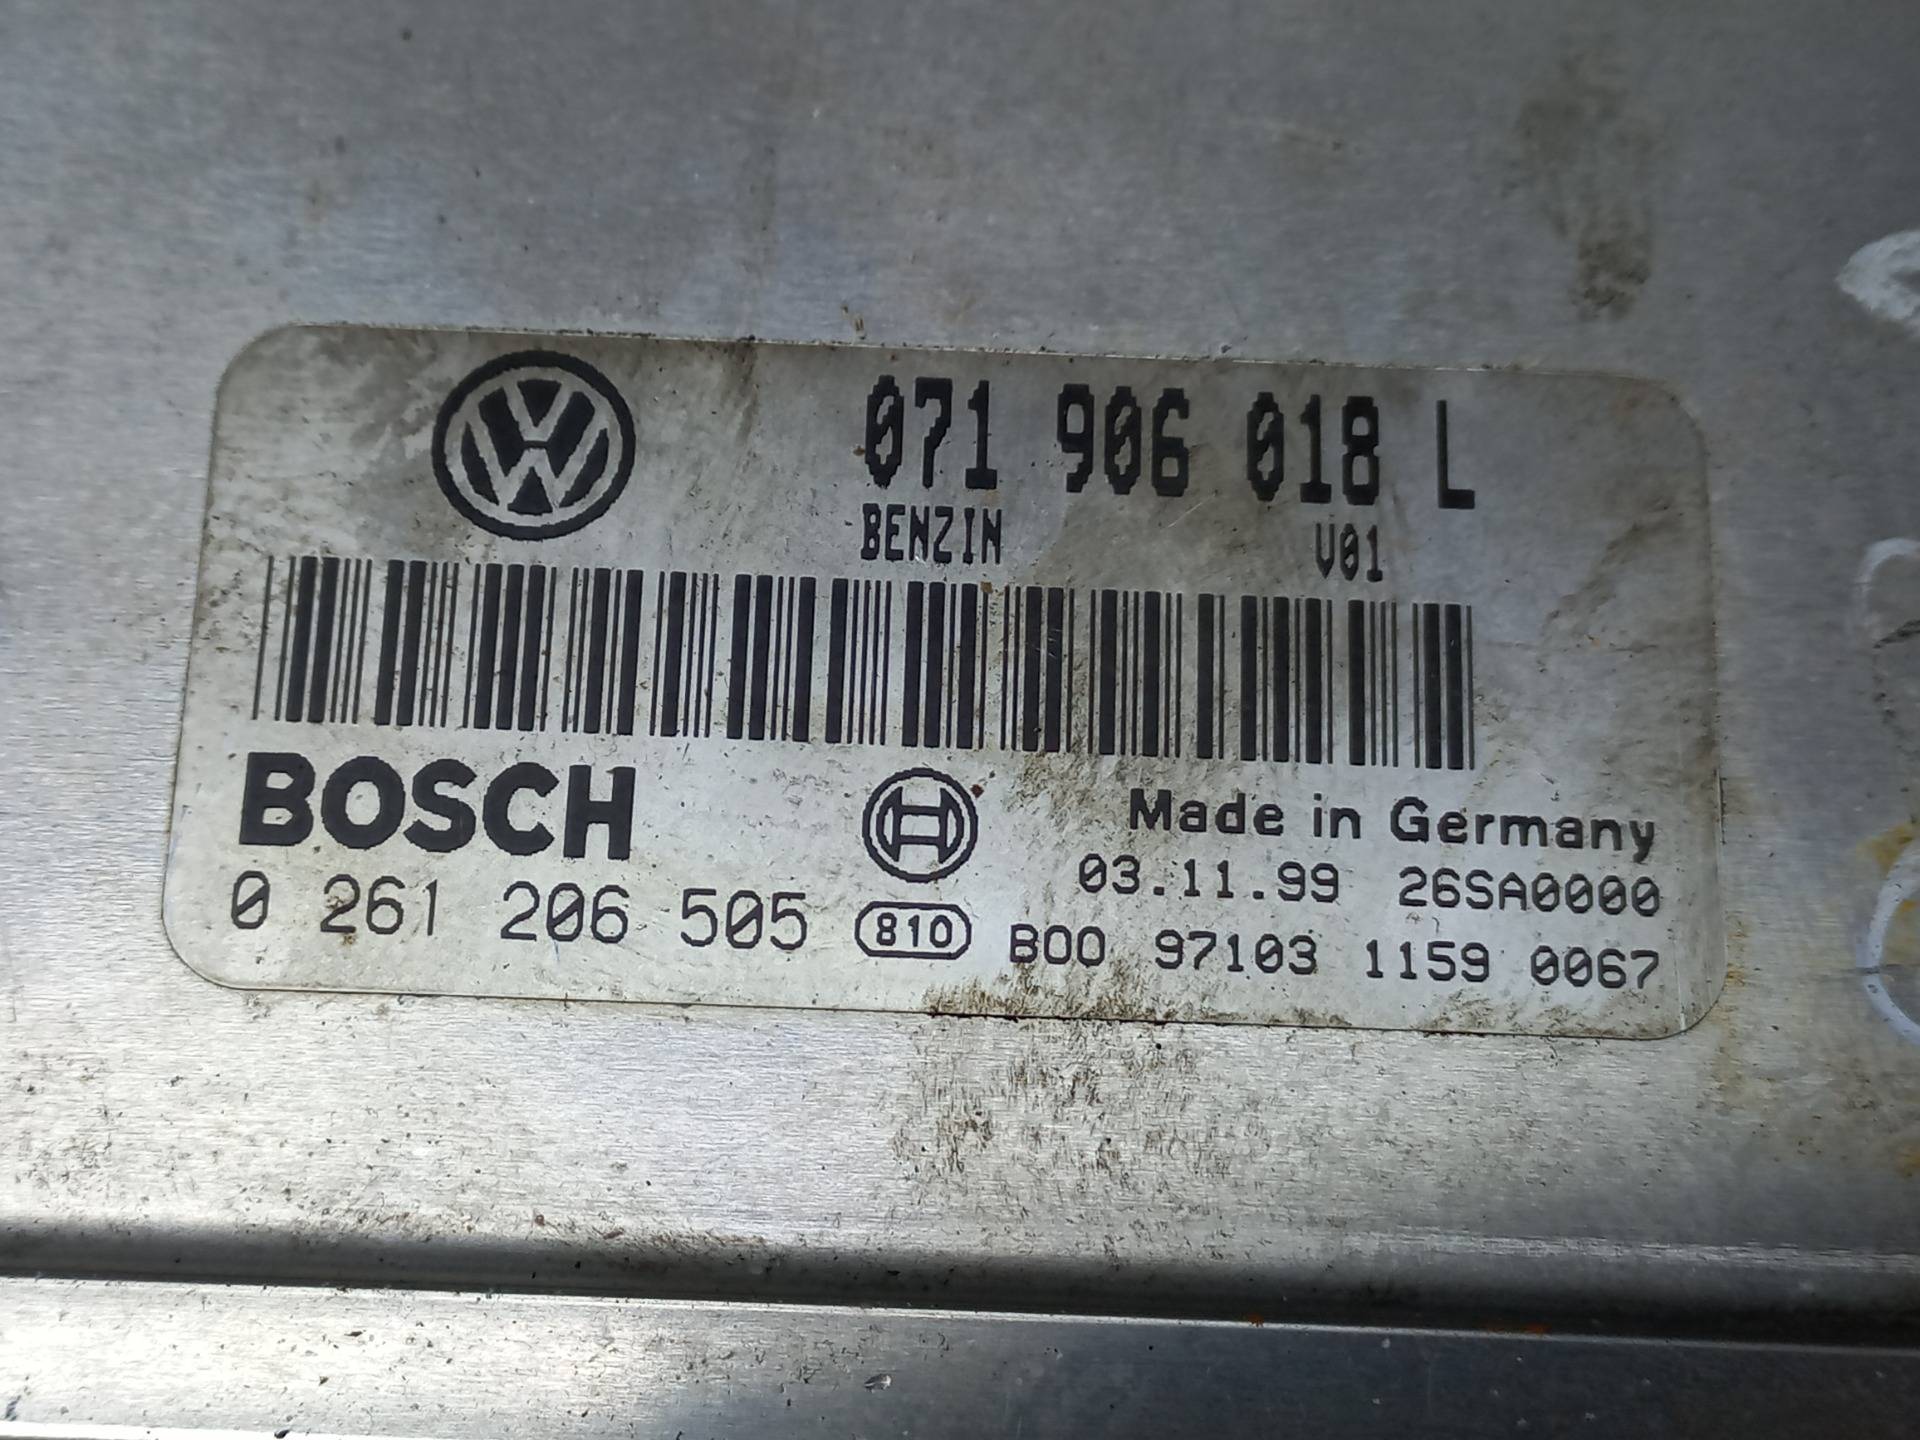 071 906 018 L
BENZIN V01
BOSCH
Made in Germany
03.11.99 26SA0000
0 261 206 505 810 B00 97103 1159 0067